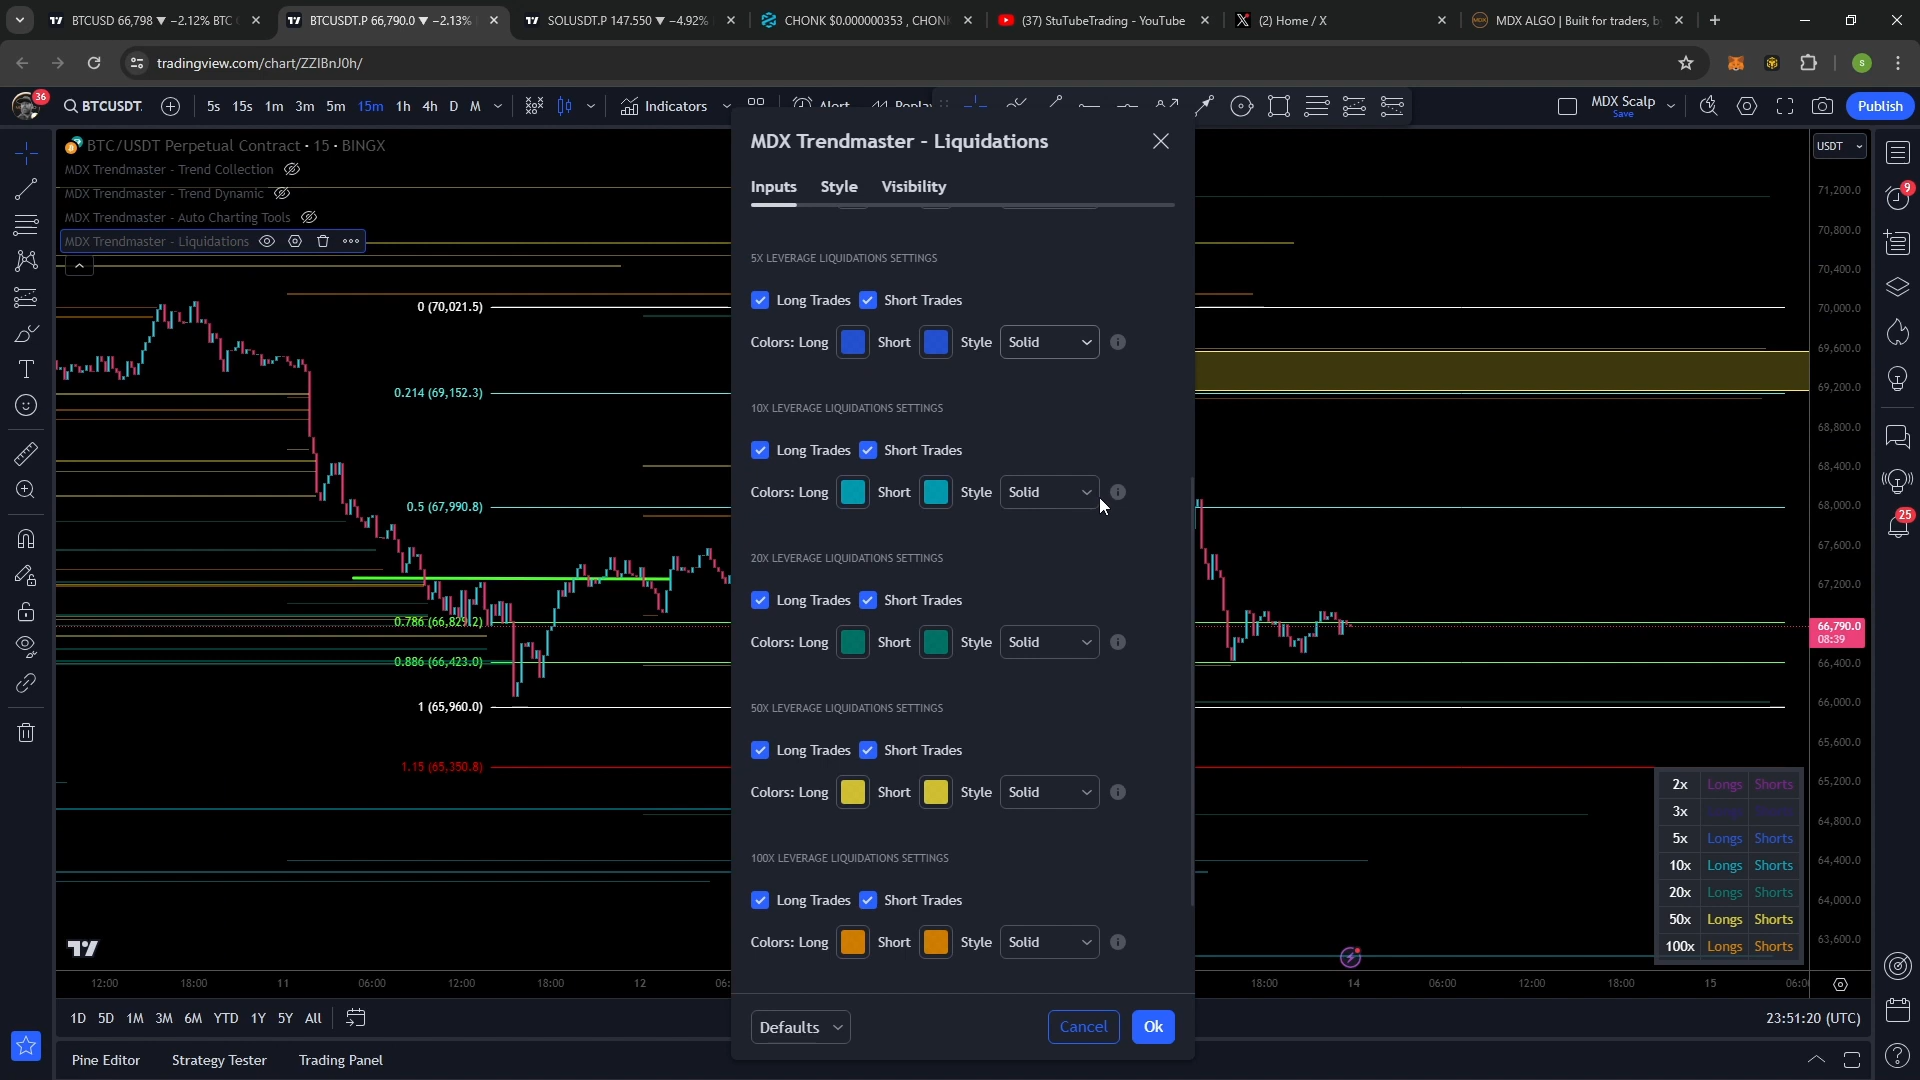 BTCUSD 66,798 ▼ −2.12% BTC
BTCUSDT.P 66,790.0 ▼ −2.13%
SOLUSDT.P 147.550 ▼ −4.92%
CHONK $0.000000353 , CHON
(37) StuTubeTrading - YouTube
(2) Home / X
MDX ALGO | Built for traders, b
tradingview.com/chart/ZZIBnJ0h/
S
36
BTCUSDT.
5s 15s 1m 3m 5m 15m 1h 4h D M
Indicators
Alert
Replay
MDX Scalp
Save
Publish
BTC/USDT Perpetual Contract · 15 · BINGX
MDX Trendmaster - Trend Collection
MDX Trendmaster - Trend Dynamic
MDX Trendmaster - Auto Charting Tools
MDX Trendmaster - Liquidations
0 (70,021.5)
0.214 (69,152.3)
0.5 (67,990.8)
0.786 (66,829.2)
0.886 (66,423.0)
1 (65,960.0)
1.15 (65,350.8)
MDX Trendmaster - Liquidations
Inputs Style Visibility
5X LEVERAGE LIQUIDATIONS SETTINGS
Long Trades Short Trades
Colors: Long Short Style Solid
10X LEVERAGE LIQUIDATIONS SETTINGS
Long Trades Short Trades
Colors: Long Short Style Solid
20X LEVERAGE LIQUIDATIONS SETTINGS
Long Trades Short Trades
Colors: Long Short Style Solid
50X LEVERAGE LIQUIDATIONS SETTINGS
Long Trades Short Trades
Colors: Long Short Style Solid
100X LEVERAGE LIQUIDATIONS SETTINGS
Long Trades Short Trades
Colors: Long Short Style Solid
Defaults
Cancel
Ok
USDT
71,200.0
70,800.0
70,400.0
70,000.0
69,600.0
69,200.0
68,800.0
68,400.0
68,000.0
67,600.0
67,200.0
66,790.0
08:39
66,400.0
66,000.0
65,600.0
65,200.0
64,800.0
64,400.0
64,000.0
63,600.0
9
25
2x Longs Shorts
3x
5x Longs Shorts
10x Longs Shorts
20x Longs Shorts
50x Longs Shorts
100x Longs Shorts
12:00 18:00 11 06:00 12:00 18:00 12 06: 18:00 14 06:00 12:00 18:00 15 06:0
1D 5D 1M 3M 6M YTD 1Y 5Y All
23:51:20 (UTC)
Pine Editor Strategy Tester Trading Panel